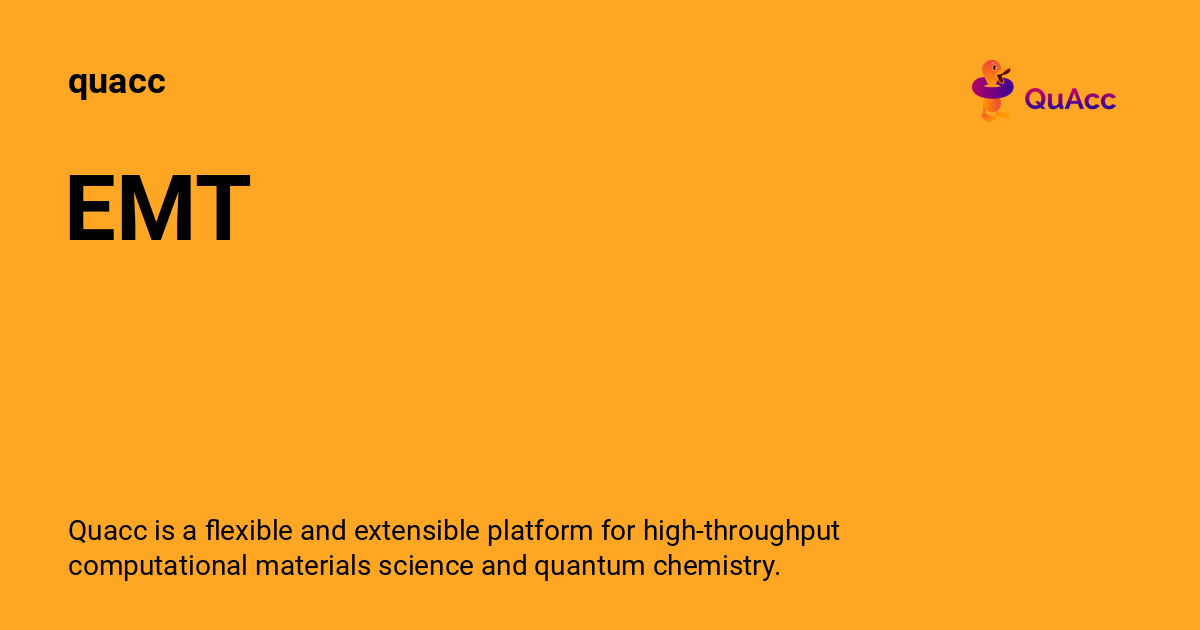 quacc
QuAcc
EMT
Quacc is a flexible and extensible platform for high-throughput
computational materials science and quantum chemistry.